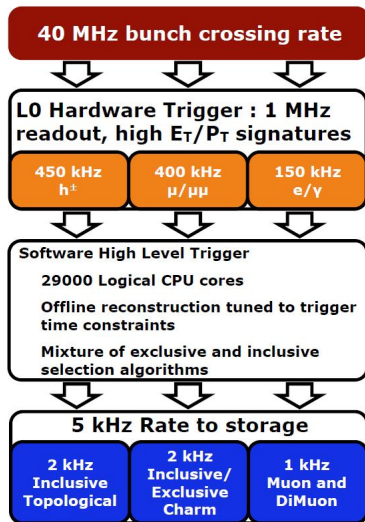 40 MHz bunch crossing rate
L0 Hardware Trigger : 1 MHz
readout, high ET/PT signatures
450 kHz
h±
400 kHz
μ/μμ
150 kHz
e/γ
Software High Level Trigger
29000 Logical CPU cores
Offline reconstruction tuned to trigger
time constraints
Mixture of exclusive and inclusive
selection algorithms
5 kHz Rate to storage
2 kHz
Inclusive
Topological
2 kHz
Inclusive/
Exclusive
Charm
1 kHz
Muon and
DiMuon